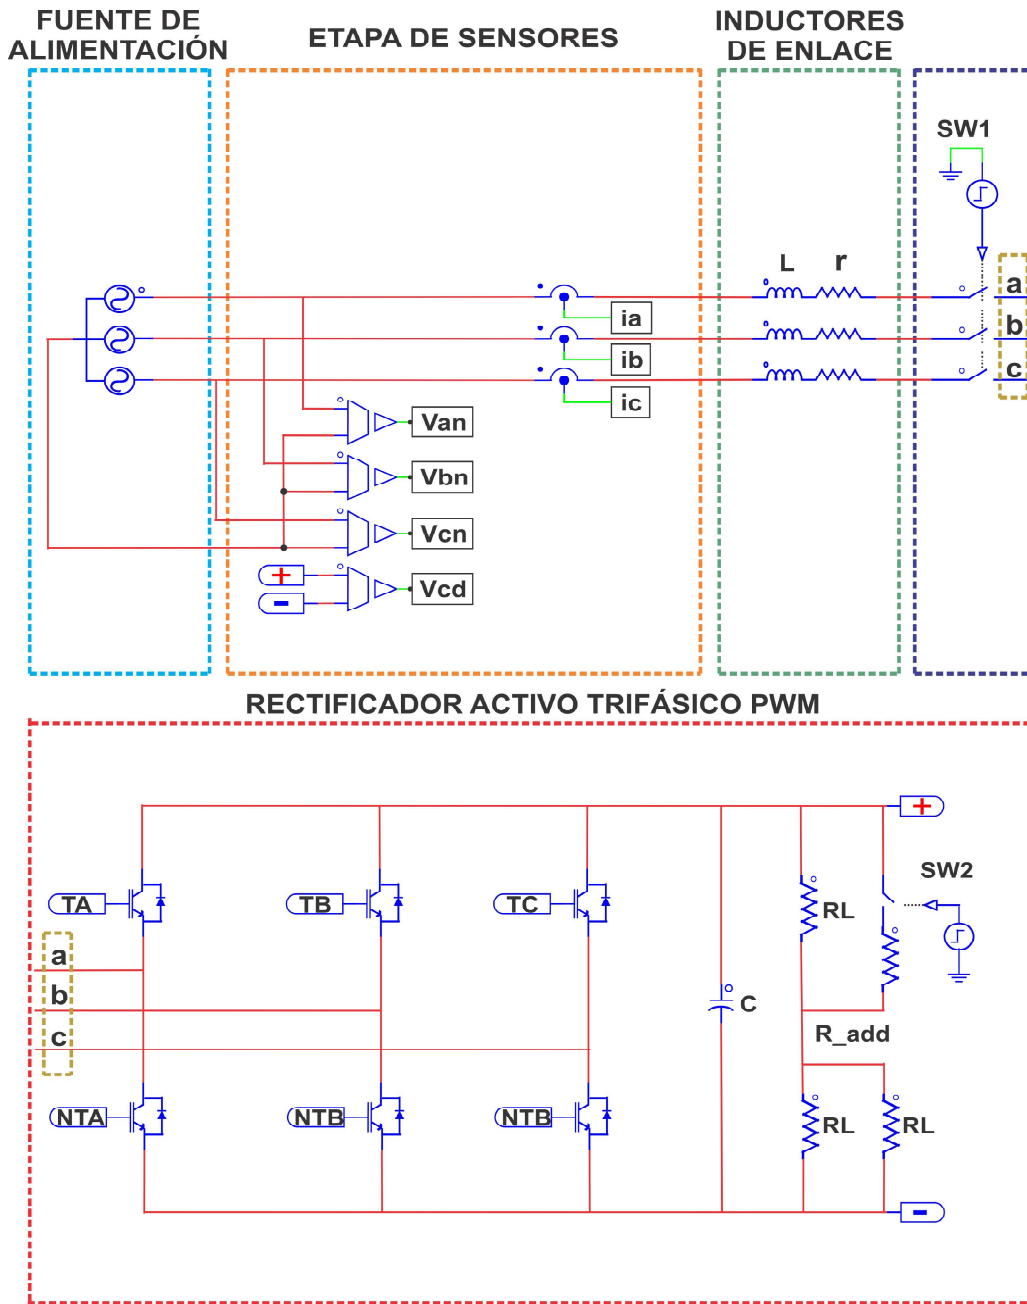 FUENTE DE
ALIMENTACIÓN
ETAPA DE SENSORES
INDUCTORES
DE ENLACE
SW1
L
r
a
b
c
ia
ib
ic
Van
Vbn
Vcn
+
-
Vcd
RECTIFICADOR ACTIVO TRIFÁSICO PWM
+
SW2
TA
TB
TC
RL
a
b
c
C
R_add
NTA
NTB
NTB
RL
RL
-